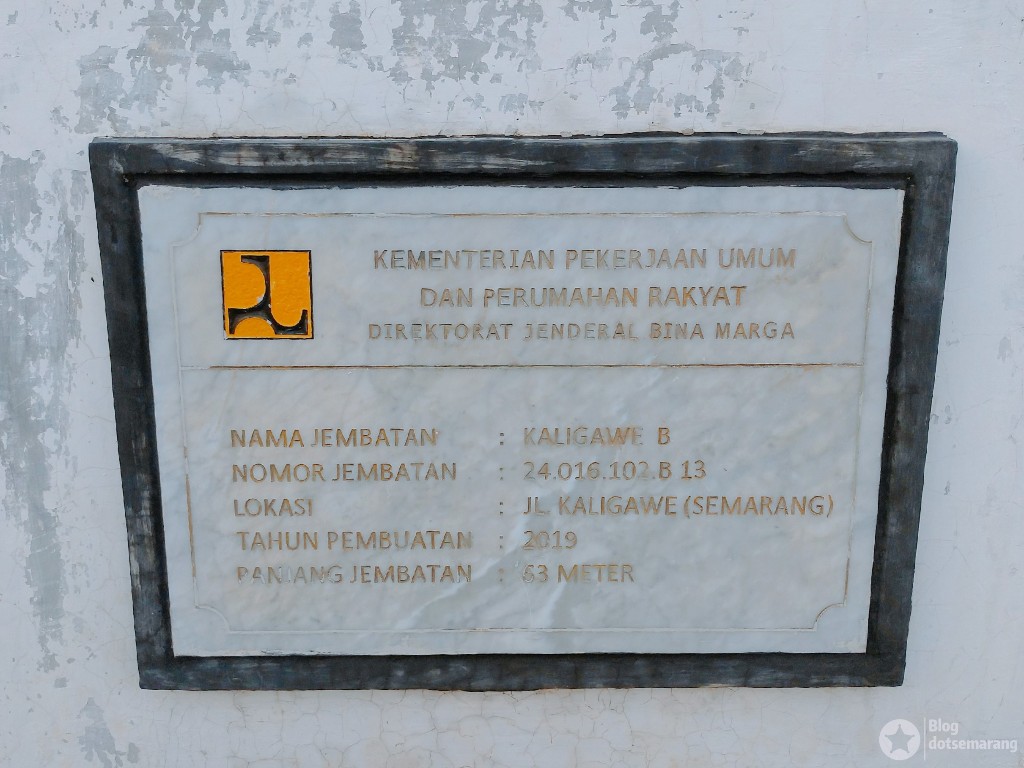 KEMENTERIAN PEKERJAAN UMUM
DAN PERUMAHAN RAKYAT
DIREKTORAT JENDERAL BINA MARGA
NAMA JEMBATAN : KALIGAWE B
NOMOR JEMBATAN : 24.016.102.B 13
LOKASI : JL. KALIGAWE (SEMARANG)
TAHUN PEMBUATAN : 2019
PANJANG JEMBATAN : 63 METER
Blog
dotsemarang